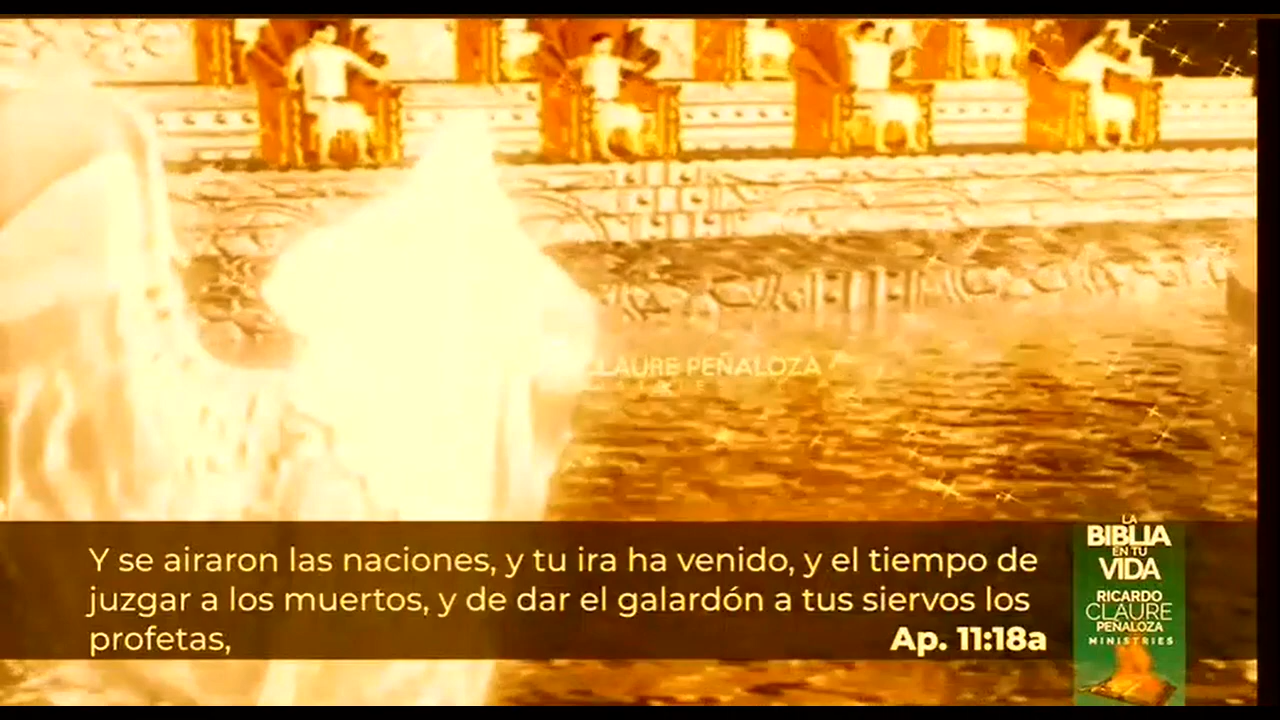 LAURE PEÑALOZA
Y se airaron las naciones, y tu ira ha venido, y el tiempo de
juzgar a los muertos, y de dar el galardón a tus siervos los
profetas,
Ap. 11:18a
LA
BIBLIA
EN TU
VIDA
RICARDO
CLAURE
PEÑALOZA
MINISTRIES